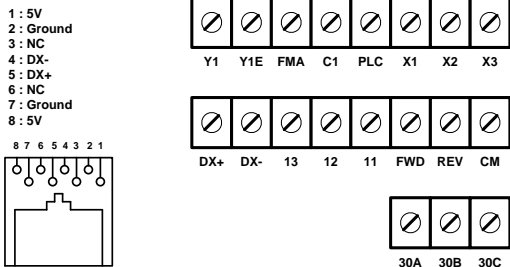 1 : 5V
2 : Ground
3 : NC
4 : DX-
5 : DX+
6 : NC
7 : Ground
8 : 5V
8 7 6 5 4 3 2 1
Y1 Y1E FMA C1 PLC X1 X2 X3
DX+ DX- 13 12 11 FWD REV CM
30A 30B 30C